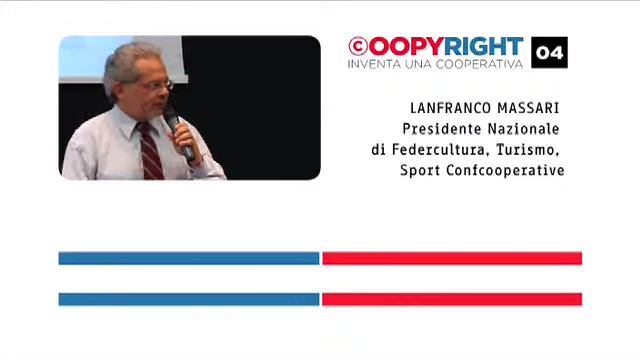 ©OOPYRIGHT
INVENTA UNA COOPERATIVA
04
LANFRANCO MASSARI
Presidente Nazionale
di Federcultura, Turismo,
Sport Confcooperative